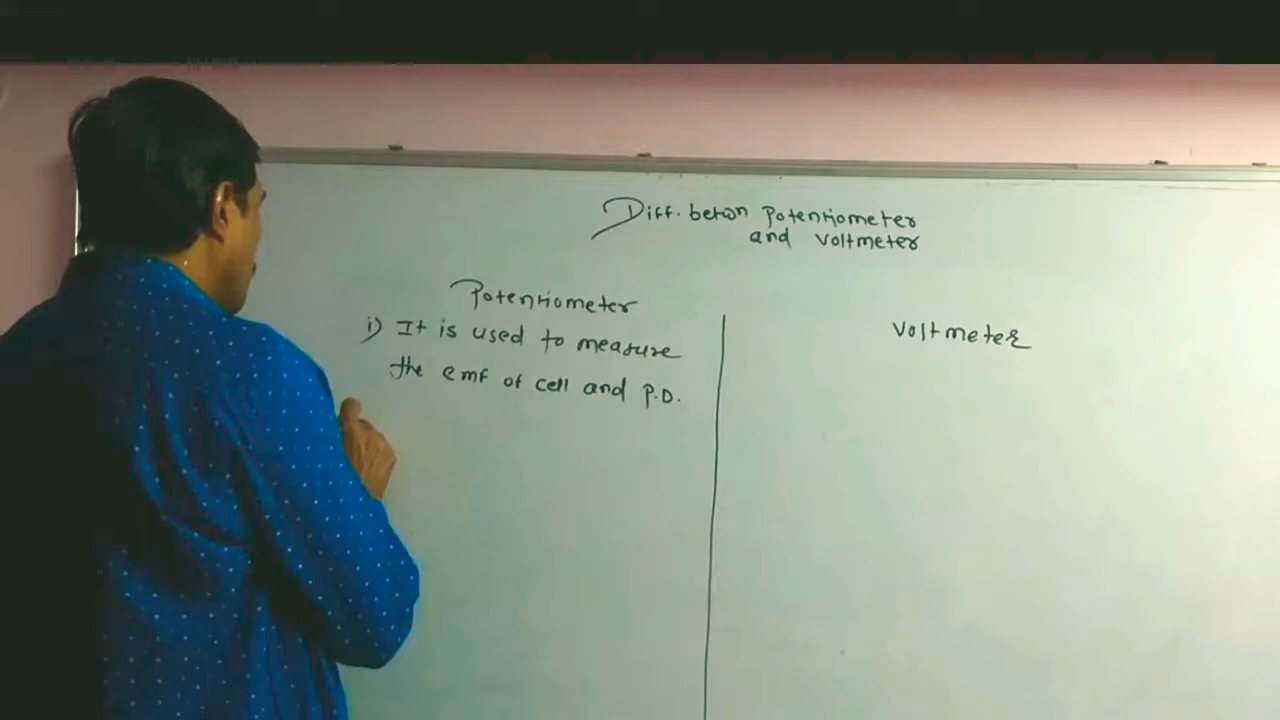 Diff. betwn Potentiometer
and voltmeter
Potentiometer
i) It is used to measure
the emf of cell and P.D.
Voltmeter